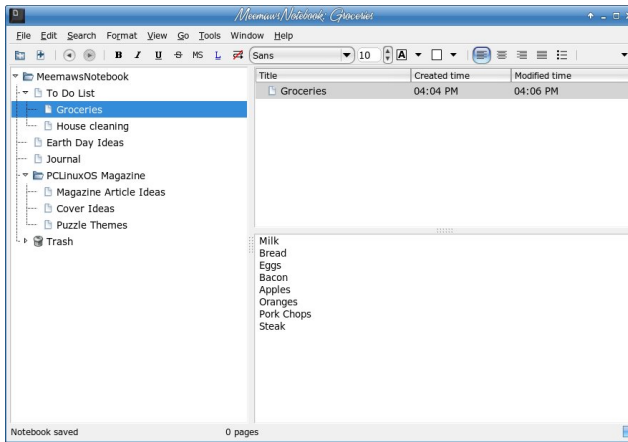 MeemawsNotebook: Groceries
File Edit Search Format View Go Tools Window Help
B I U S MS L Sans 10 A
MeemawsNotebook
To Do List
Groceries
House cleaning
Earth Day Ideas
Journal
PCLinuxOS Magazine
Magazine Article Ideas
Cover Ideas
Puzzle Themes
Trash
Title Created time Modified time
Groceries 04:04 PM 04:06 PM
Milk
Bread
Eggs
Bacon
Apples
Oranges
Pork Chops
Steak
Notebook saved 0 pages